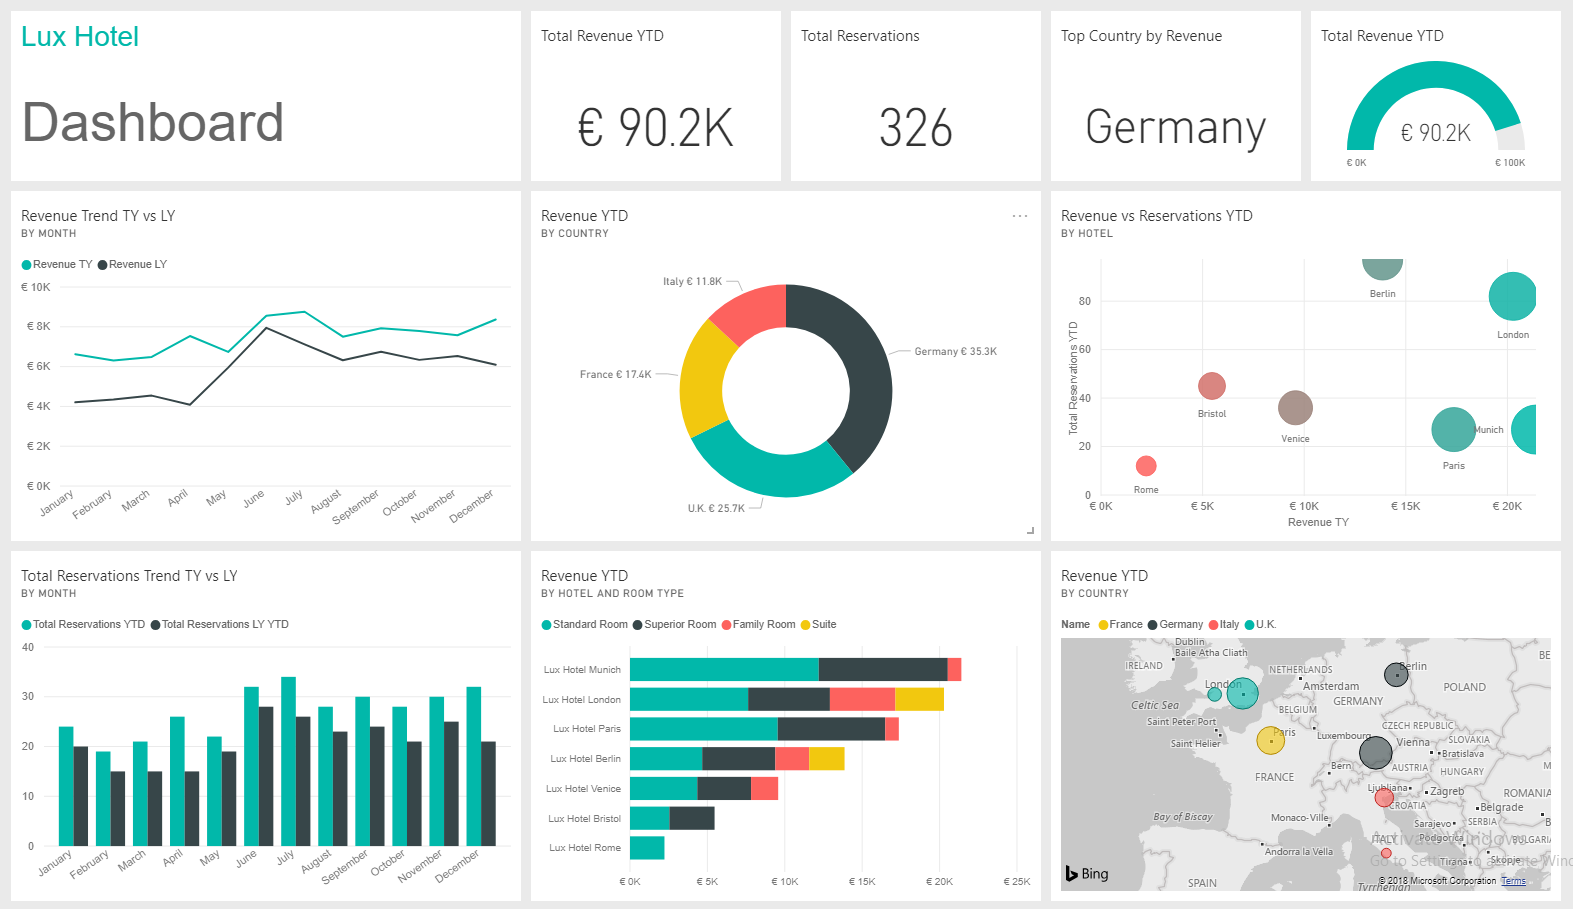 Lux Hotel
Dashboard
Total Revenue YTD
€ 90.2K
Total Reservations
326
Top Country by Revenue
Germany
Total Revenue YTD
€ 90.2K
€ 0K
€ 100K
Revenue Trend TY vs LY
BY MONTH
Revenue TY Revenue LY
€ 10K
€ 8K
€ 6K
€ 4K
€ 2K
€ 0K
January
February
March
April
May
June
July
August
September
October
November
December
Revenue YTD
BY COUNTRY
...
Italy € 11.8K
Germany € 35.3K
France € 17.4K
U.K. € 25.7K
Revenue vs Reservations YTD
BY HOTEL
Total Reservations YTD
80
60
40
20
0
Berlin
London
Bristol
Venice
Munich
Paris
Rome
€ 0K
€ 5K
€ 10K
€ 15K
€ 20K
Revenue TY
Total Reservations Trend TY vs LY
BY MONTH
Total Reservations YTD Total Reservations LY YTD
40
30
20
10
0
January
February
March
April
May
June
July
August
September
October
November
December
Revenue YTD
BY HOTEL AND ROOM TYPE
Standard Room Superior Room Family Room Suite
Lux Hotel Munich
Lux Hotel London
Lux Hotel Paris
Lux Hotel Berlin
Lux Hotel Venice
Lux Hotel Bristol
Lux Hotel Rome
€ 0K
€ 5K
€ 10K
€ 15K
€ 20K
€ 25K
Revenue YTD
BY COUNTRY
Name France Germany Italy U.K.
Dublin
Baile Atha Cliath
BE
IRELAND
NETHERLANDS
Berlin
London
Amsterdam
POLAND
Celtic Sea
BELGIUM
GERMANY
Saint Peter Port
CZECH REPUBLIC
Paris
Luxembourg
Saint Helier
Vienna
SLOVAKIA
Bratislava
Bern
AUSTRIA
HUNGARY
M
FRANCE
Ljubljana
Zagreb
ROMANIA
CROATIA
Belgrade
Bay of Biscay
Monaco-Ville
Sarajevo
SERBIA
B
ITALY
Podgorica
BULGARIA
Activate Windows
Andorra la Vella
Tirana
Skopje
Go to Settings to activate Wind
Bing
SPAIN
Tyrrhenian
© 2018 Microsoft Corporation Terms